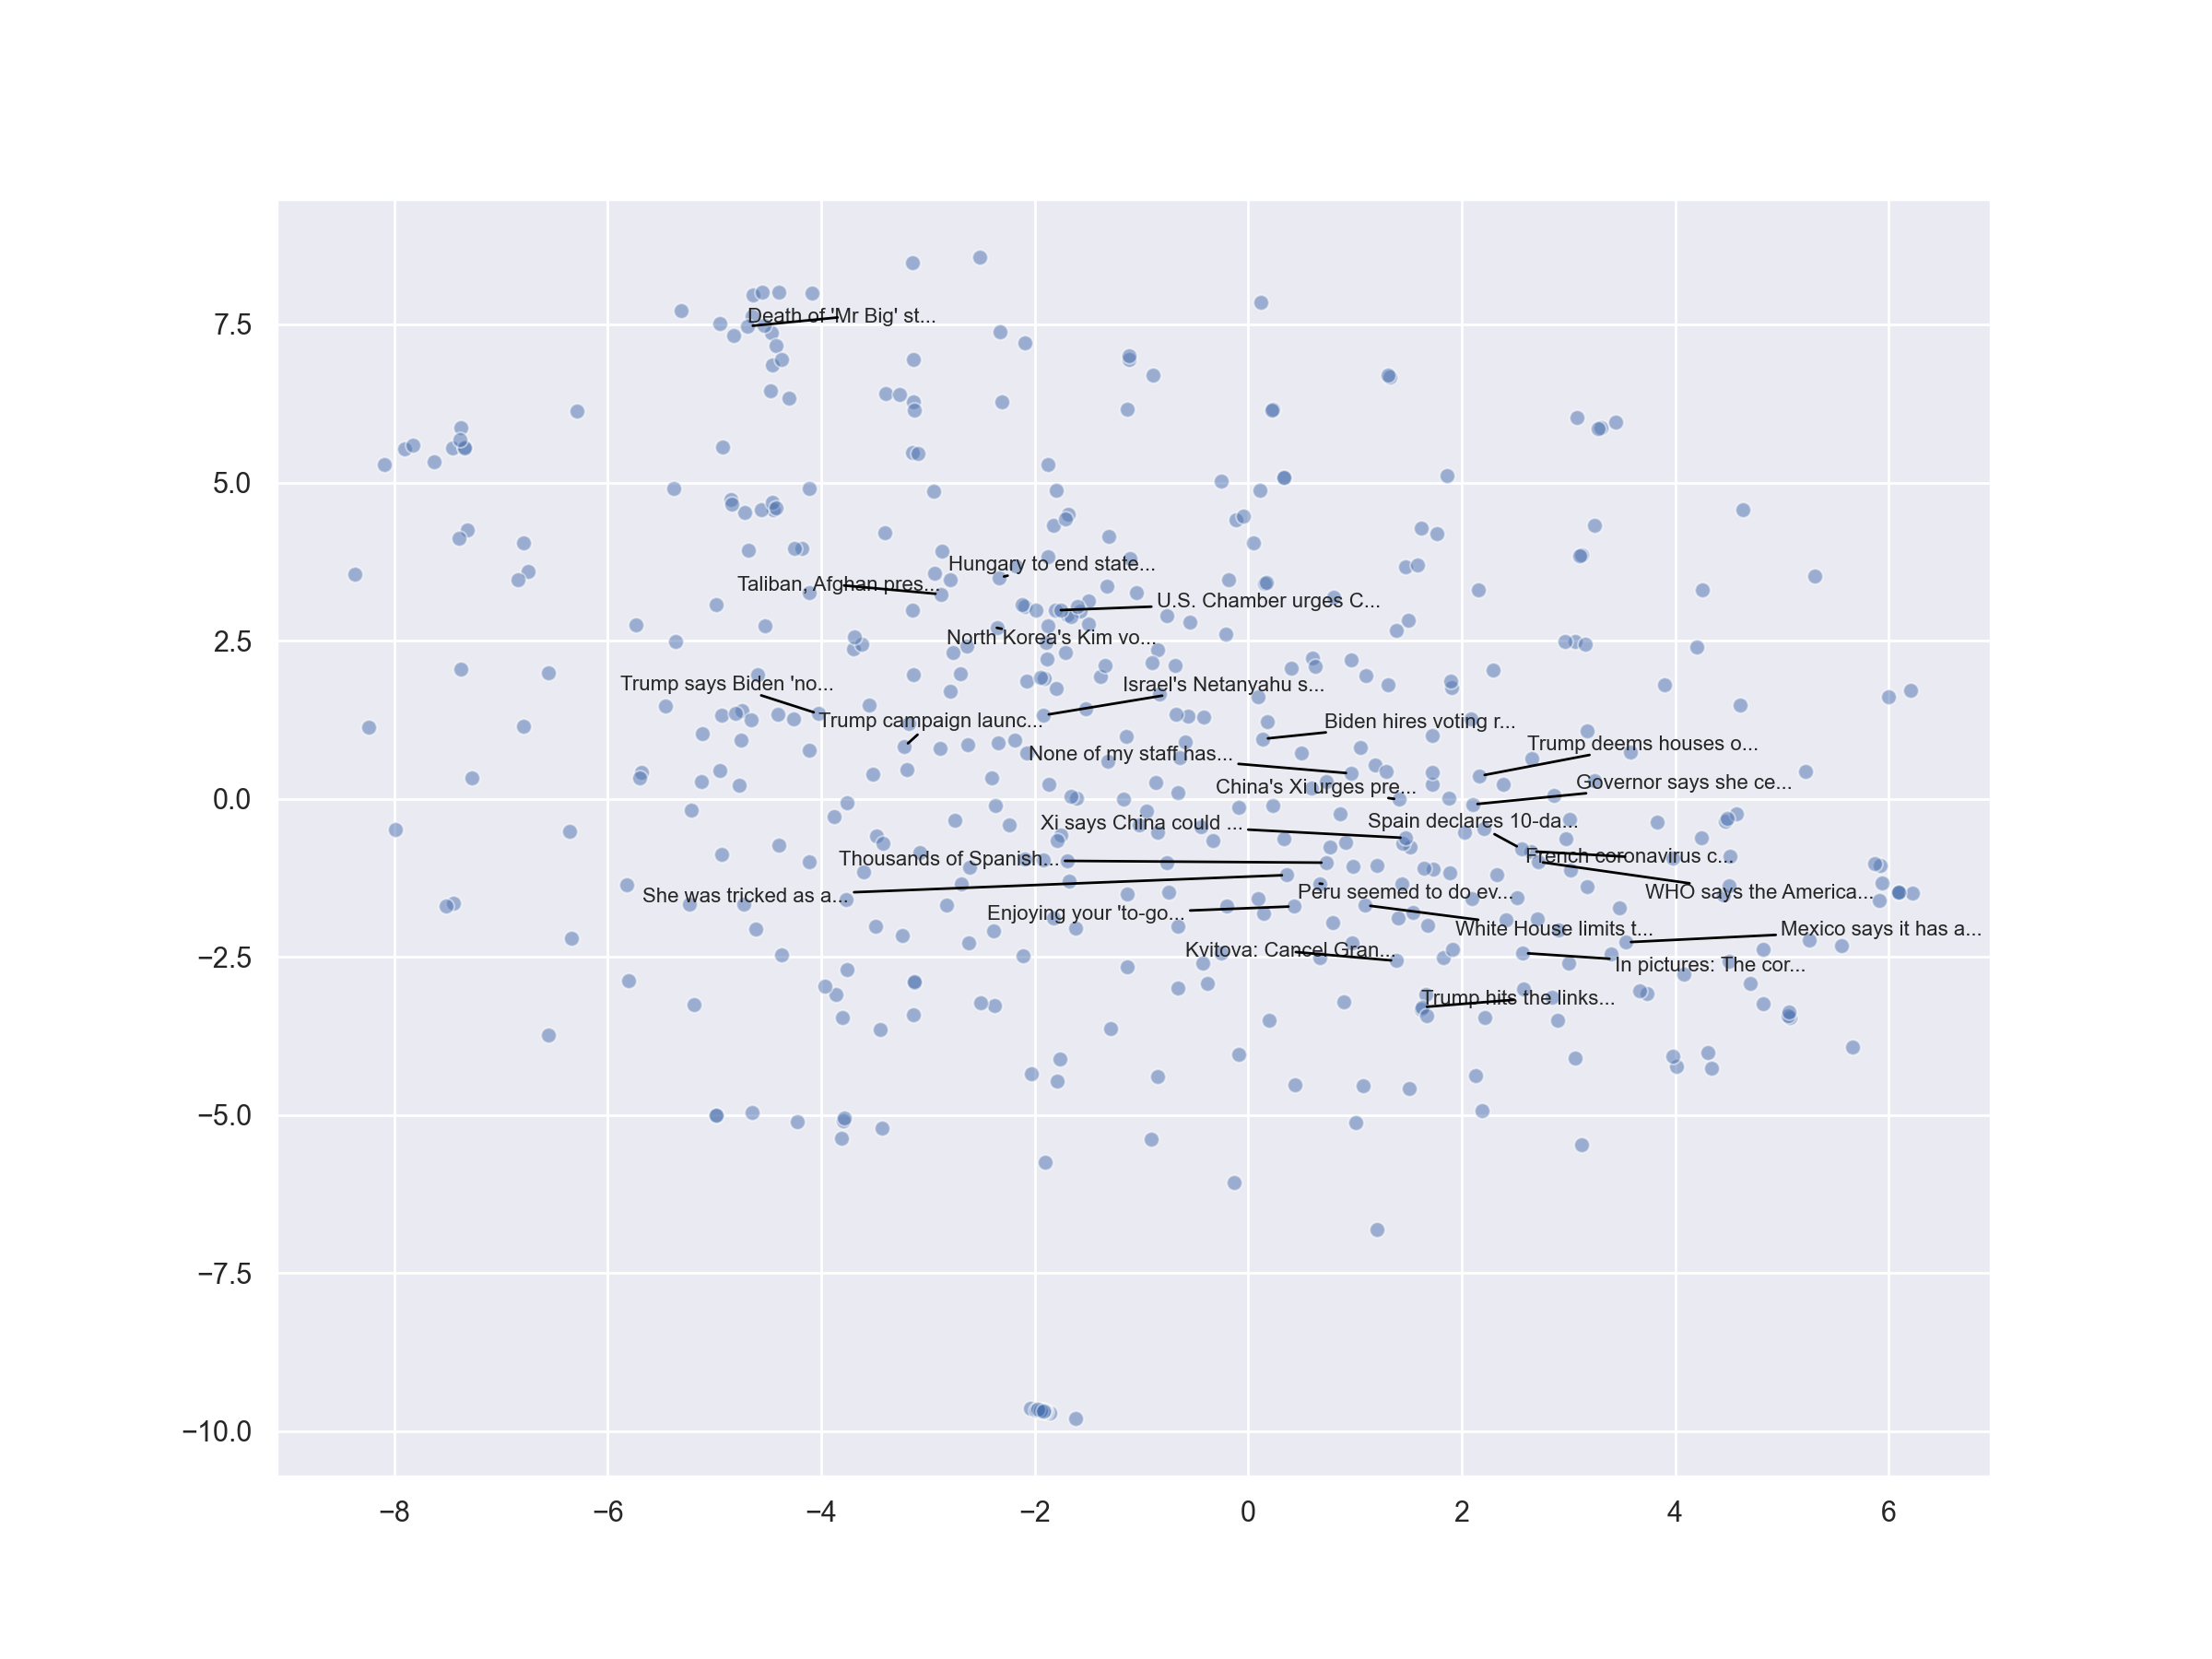 7.5
5.0
2.5
0.0
−2.5
−5.0
−7.5
−10.0
Death of 'Mr Big' st...
Hungary to end state...
Taliban, Afghan pres...
U.S. Chamber urges C...
North Korea's Kim vo...
Trump says Biden 'no...
Israel's Netanyahu s...
Trump campaign launc...
Biden hires voting r...
None of my staff has...
Trump deems houses o...
China's Xi urges pre...
Governor says she ce...
Xi says China could ...
Spain declares 10-da...
Thousands of Spanish...
French coronavirus c...
She was tricked as a...
Peru seemed to do ev...
WHO says the America...
Enjoying your 'to-go...
White House limits t...
Mexico says it has a...
Kvitova: Cancel Gran...
In pictures: The cor...
Trump hits the links...
−8 −6 −4 −2 0 2 4 6